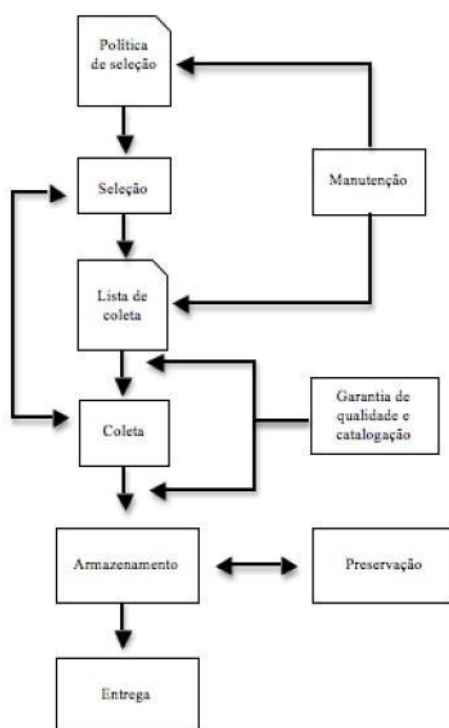 Política
de seleção
Seleção
Manutenção
Lista de
coleta
Coleta
Garantia de
qualidade e
catalogação
Armazenamento
Preservação
Entrega